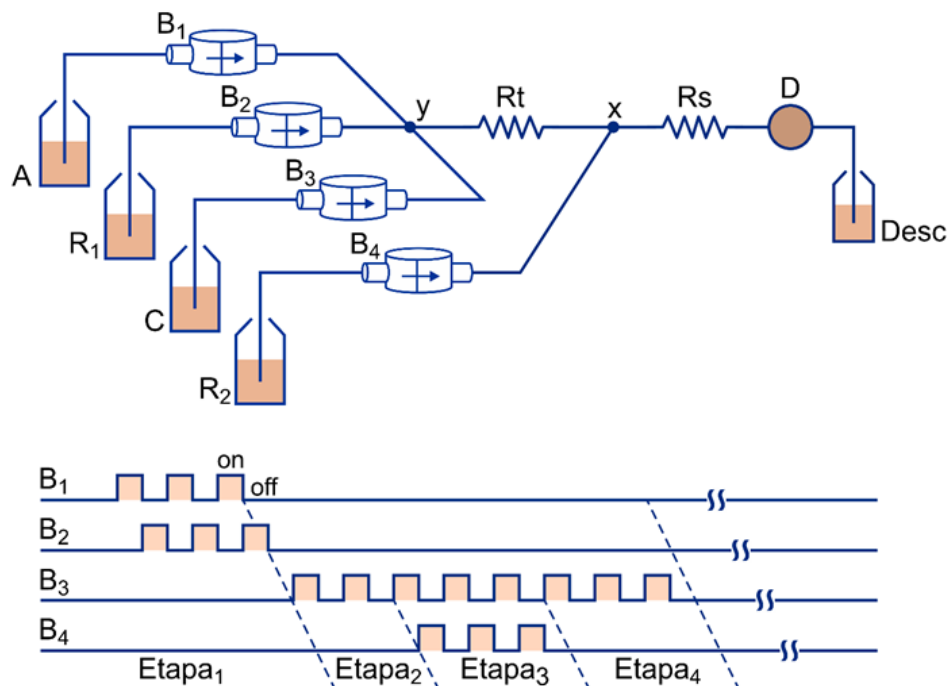 B₁
B₂
y
Rt
x
Rs
D
A
B₃
R₁
B₄
Desc
C
R₂
on
B₁
off
B₂
B₃
B₄
Etapa₁ Etapa₂ Etapa₃ Etapa₄